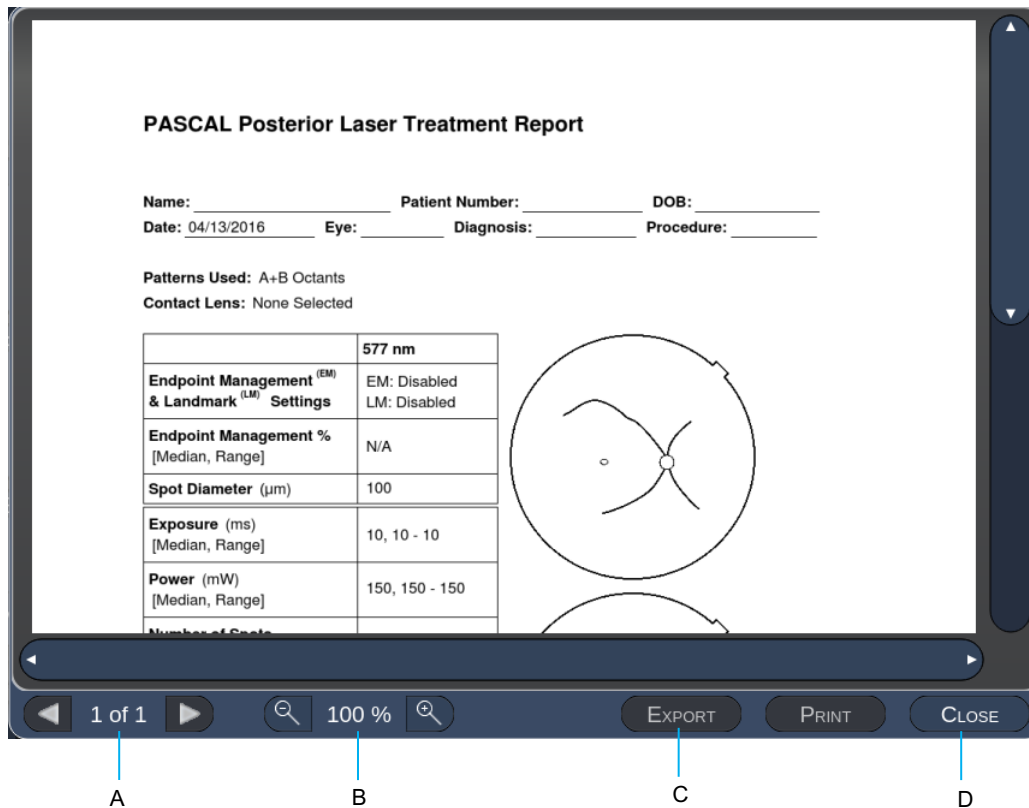 PASCAL Posterior Laser Treatment Report
Name: Patient Number: DOB:
Date: 04/13/2016 Eye: Diagnosis: Procedure:
Patterns Used: A+B Octants
Contact Lens: None Selected
577 nm
Endpoint Management (EM)
& Landmark (LM) Settings
EM: Disabled
LM: Disabled
Endpoint Management %
[Median, Range]
N/A
Spot Diameter (µm) 100
Exposure (ms)
[Median, Range]
10, 10 - 10
Power (mW)
[Median, Range]
150, 150 - 150
Number of Spots
1 of 1 100 % EXPORT PRINT CLOSE
A B C D